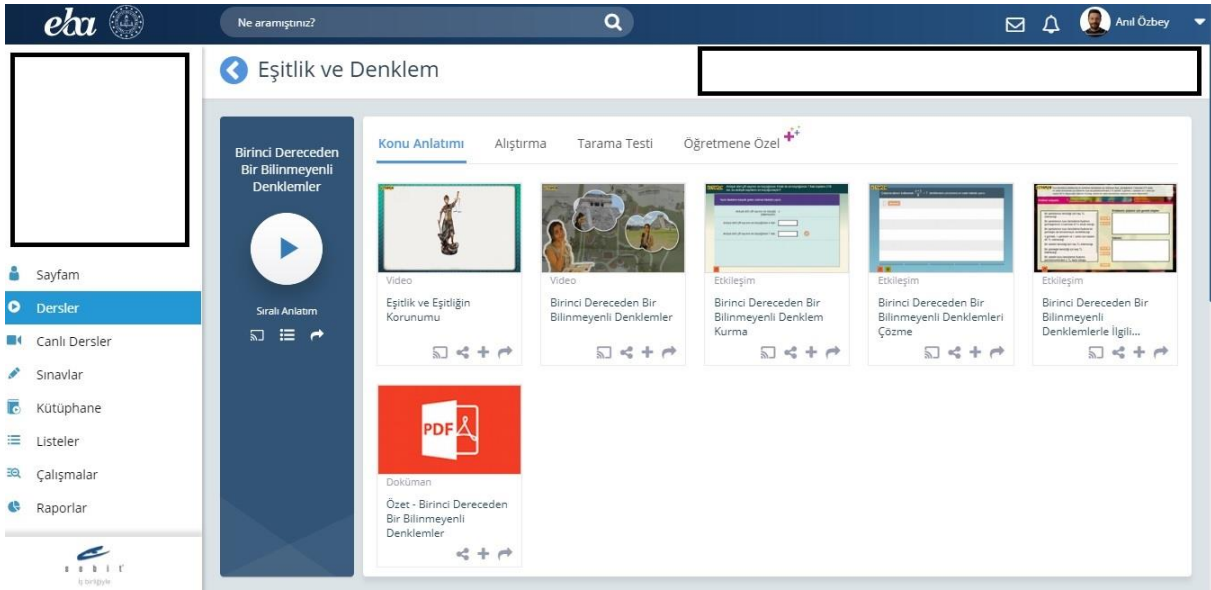 eba
Ne aramıştınız?
Anıl Özbey
Eşitlik ve Denklem
Sayfam
Dersler
Canlı Dersler
Sınavlar
Kütüphane
Listeler
Çalışmalar
Raporlar
sebit
iş birliğiyle
Birinci Dereceden
Bir Bilinmeyenli
Denklemler
Sıralı Anlatım
Konu Anlatımı
Alıştırma
Tarama Testi
Öğretmene Özel
Video
Eşitlik ve Eşitliğin
Korunumu
Video
Birinci Dereceden Bir
Bilinmeyenli Denklemler
Etkileşim
Birinci Dereceden Bir
Bilinmeyenli Denklem
Kurma
Etkileşim
Birinci Dereceden Bir
Bilinmeyenli Denklemleri
Çözme
Etkileşim
Birinci Dereceden Bir
Bilinmeyenli
Denklemlerle İlgili...
PDF
Doküman
Özet - Birinci Dereceden
Bir Bilinmeyenli
Denklemler